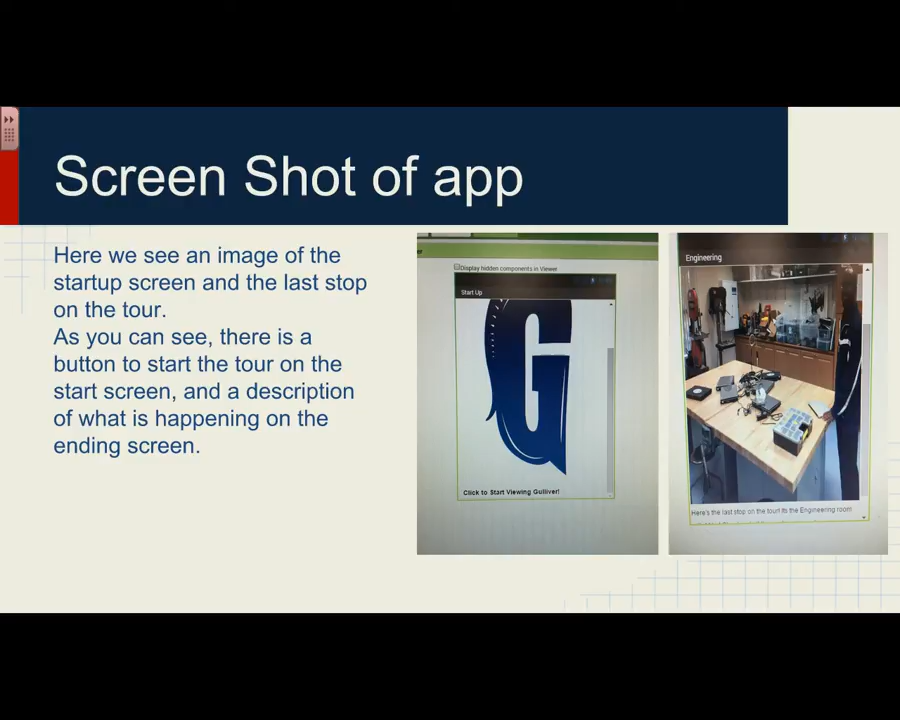 Screen Shot of app
Here we see an image of the
startup screen and the last stop
on the tour.
As you can see, there is a
button to start the tour on the
start screen, and a description
of what is happening on the
ending screen.
Display hidden components in Viewer
Start Up
G
Click to Start Viewing Gulliver!
Engineering
Here's the last stop on the tour! Its the Engineering room!